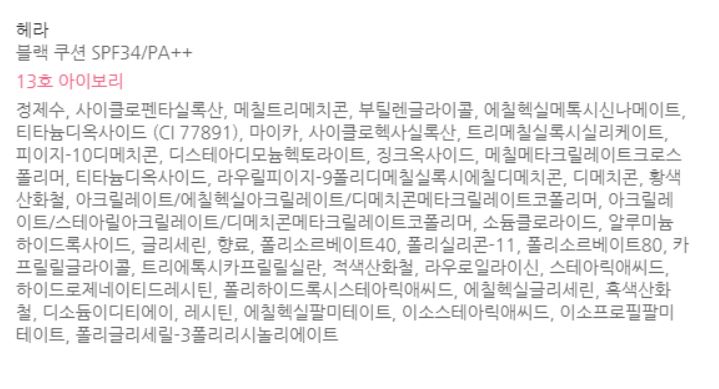 헤라
블랙 쿠션 SPF34/PA++
13호 아이보리
정제수, 사이클로펜타실록산, 메칠트리메치콘, 부틸렌글라이콜, 에칠헥실메톡시신나메이트,
티타늄디옥사이드 (CI 77891), 마이카, 사이클로헥사실록산, 트리메칠실록시실리케이트,
피이지-10디메치콘, 디스테아디모늄헥토라이트, 징크옥사이드, 메칠메타크릴레이트크로스
폴리머, 티타늄디옥사이드, 라우릴피이지-9폴리디메칠실록시에칠디메치콘, 디메치콘, 황색
산화철, 아크릴레이트/에칠헥실아크릴레이트/디메치콘메타크릴레이트코폴리머, 아크릴레
이트/스테아릴아크릴레이트/디메치콘메타크릴레이트코폴리머, 소듐클로라이드, 알루미늄
하이드록사이드, 글리세린, 향료, 폴리소르베이트40, 폴리실리콘-11, 폴리소르베이트80, 카
프릴릴글라이콜, 트리에톡시카프릴릴실란, 적색산화철, 라우로일라이신, 스테아릭애씨드,
하이드로제네이티드레시틴, 폴리하이드록시스테아릭애씨드, 에칠헥실글리세린, 흑색산화
철, 디소듐이디티에이, 레시틴, 에칠헥실팔미테이트, 이소스테아릭애씨드, 이소프로필팔미
테이트, 폴리글리세릴-3폴리리시놀리에이트